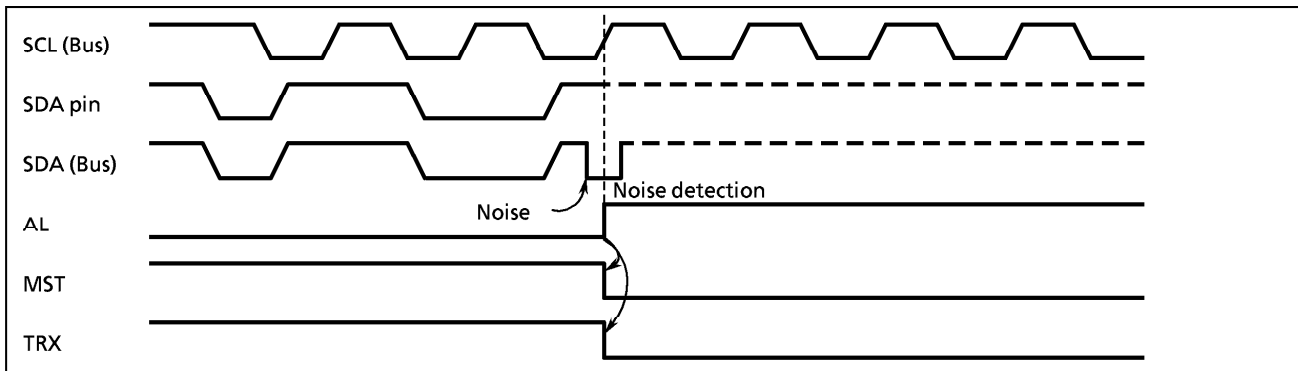 SCL (Bus)
SDA pin
SDA (Bus)
Noise detection
Noise
AL
MST
TRX